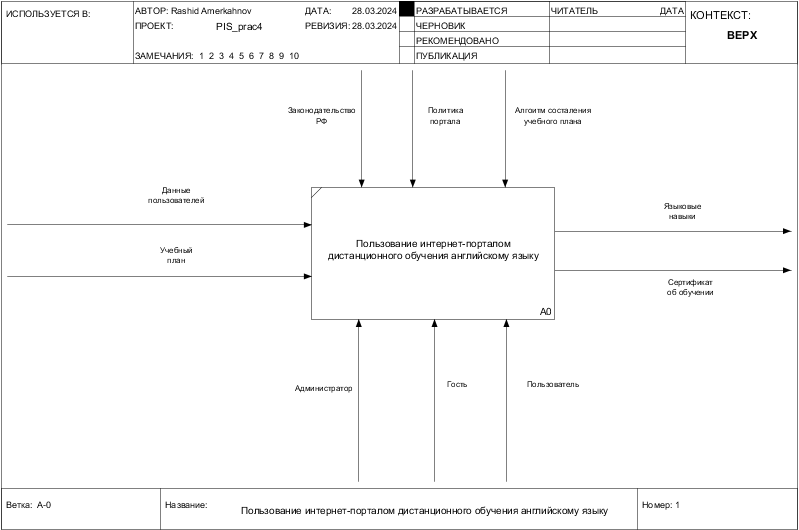 ИСПОЛЬЗУЕТСЯ В:
АВТОР: Rashid Amerkahnov
ДАТА: 28.03.2024
ПРОЕКТ: PIS_prac4
РЕВИЗИЯ: 28.03.2024
ЗАМЕЧАНИЯ: 1 2 3 4 5 6 7 8 9 10
РАЗРАБАТЫВАЕТСЯ
ЧЕРНОВИК
РЕКОМЕНДОВАНО
ПУБЛИКАЦИЯ
ЧИТАТЕЛЬ ДАТА
КОНТЕКСТ:
ВЕРХ
Законодательство
РФ
Политика
портала
Алгоитм состаления
учебного плана
Данные
пользователей
Учебный
план
Пользование интернет-порталом
дистанционного обучения английскому языку
A0
Языковые
навыки
Сертификат
об обучении
Администратор
Гость
Пользователь
Ветка: A-0
Название:
Пользование интернет-порталом дистанционного обучения английскому языку
Номер: 1